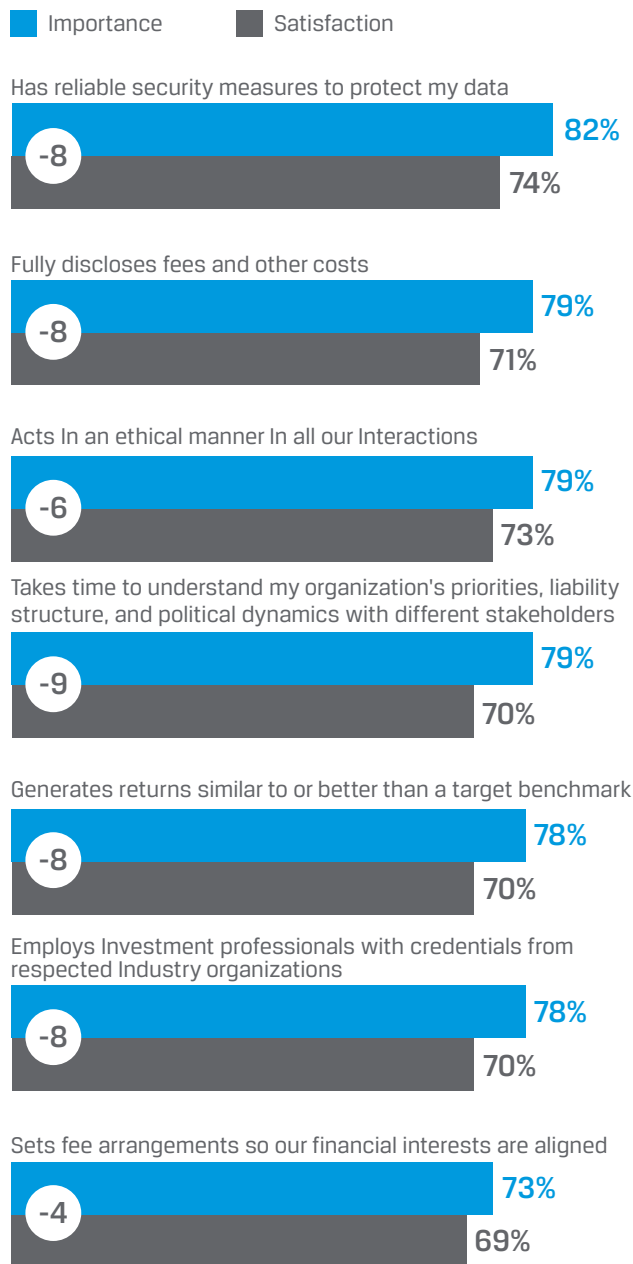 Importance Satisfaction
Has reliable security measures to protect my data
82%
-8
74%
Fully discloses fees and other costs
79%
-8
71%
Acts In an ethical manner In all our Interactions
79%
-6
73%
Takes time to understand my organization's priorities, liability
structure, and political dynamics with different stakeholders
79%
-9
70%
Generates returns similar to or better than a target benchmark
78%
-8
70%
Employs Investment professionals with credentials from
respected Industry organizations
78%
-8
70%
Sets fee arrangements so our financial interests are aligned
73%
-4
69%